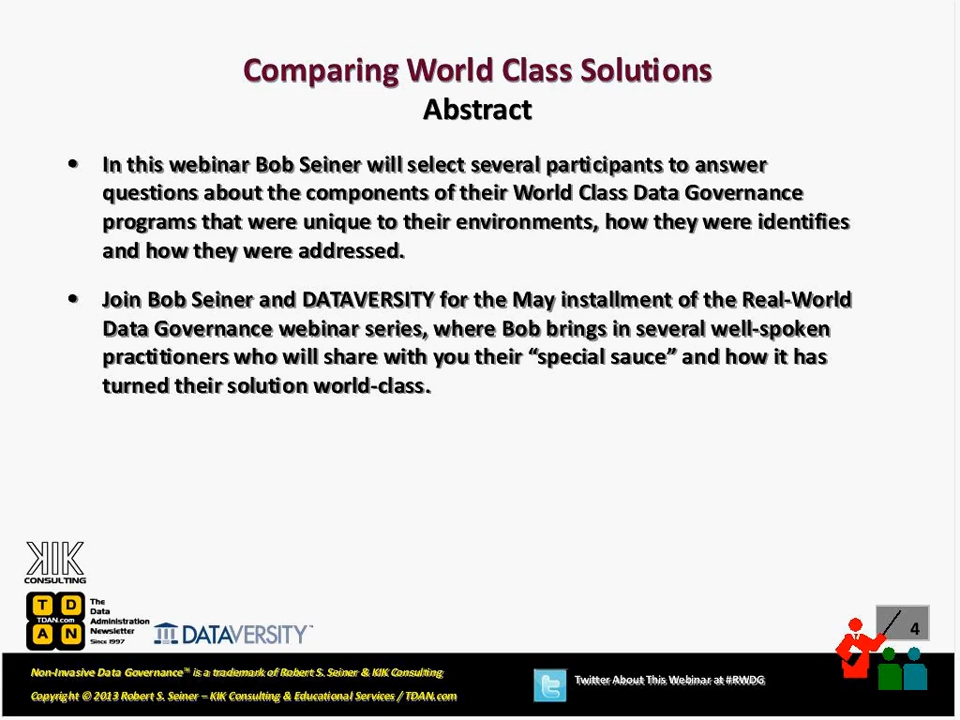 Comparing World Class Solutions
Abstract
• In this webinar Bob Seiner will select several participants to answer
questions about the components of their World Class Data Governance
programs that were unique to their environments, how they were identifies
and how they were addressed.
• Join Bob Seiner and DATAVERSITY for the May installment of the Real-World
Data Governance webinar series, where Bob brings in several well-spoken
practitioners who will share with you their “special sauce” and how it has
turned their solution world-class.
KIK
CONSULTING
T D
TDAN.com
A N
The
Data
Administration
Newsletter
Since 1997
DATAVERSITY™
4
Non-Invasive Data Governance™ is a trademark of Robert S. Seiner & KIK Consulting
Copyright © 2013 Robert S. Seiner – KIK Consulting & Educational Services / TDAN.com
Twitter About This Webinar at #RWDG